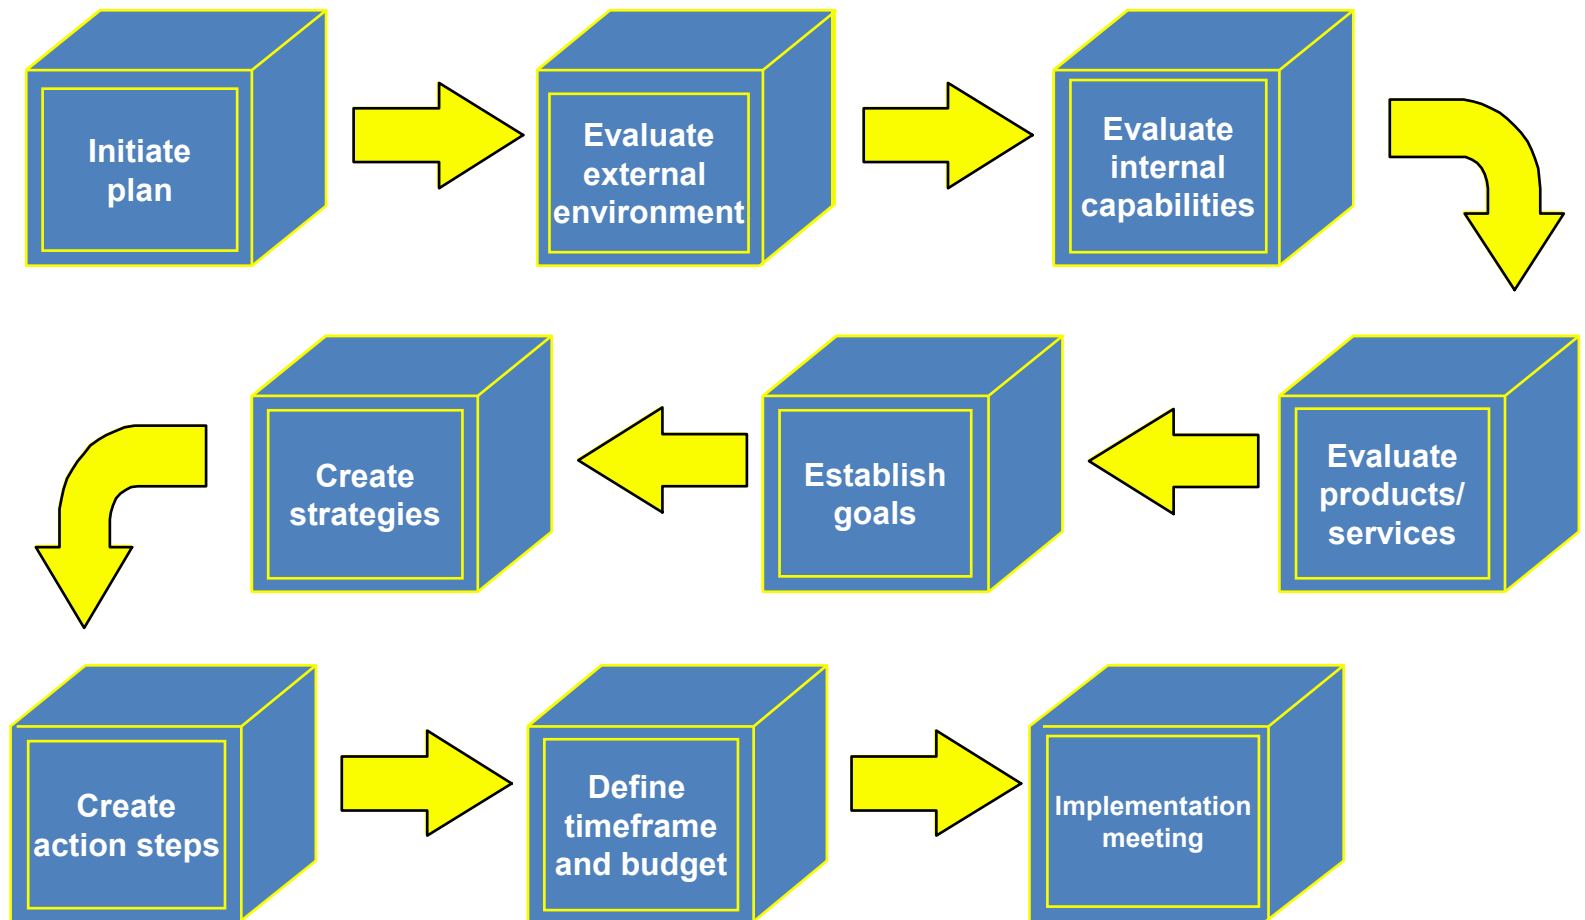 Initiate
plan
Evaluate
external
environment
Evaluate
internal
capabilities
Evaluate
products/
services
Establish
goals
Create
strategies
Create
action steps
Define
timeframe
and budget
Implementation
meeting